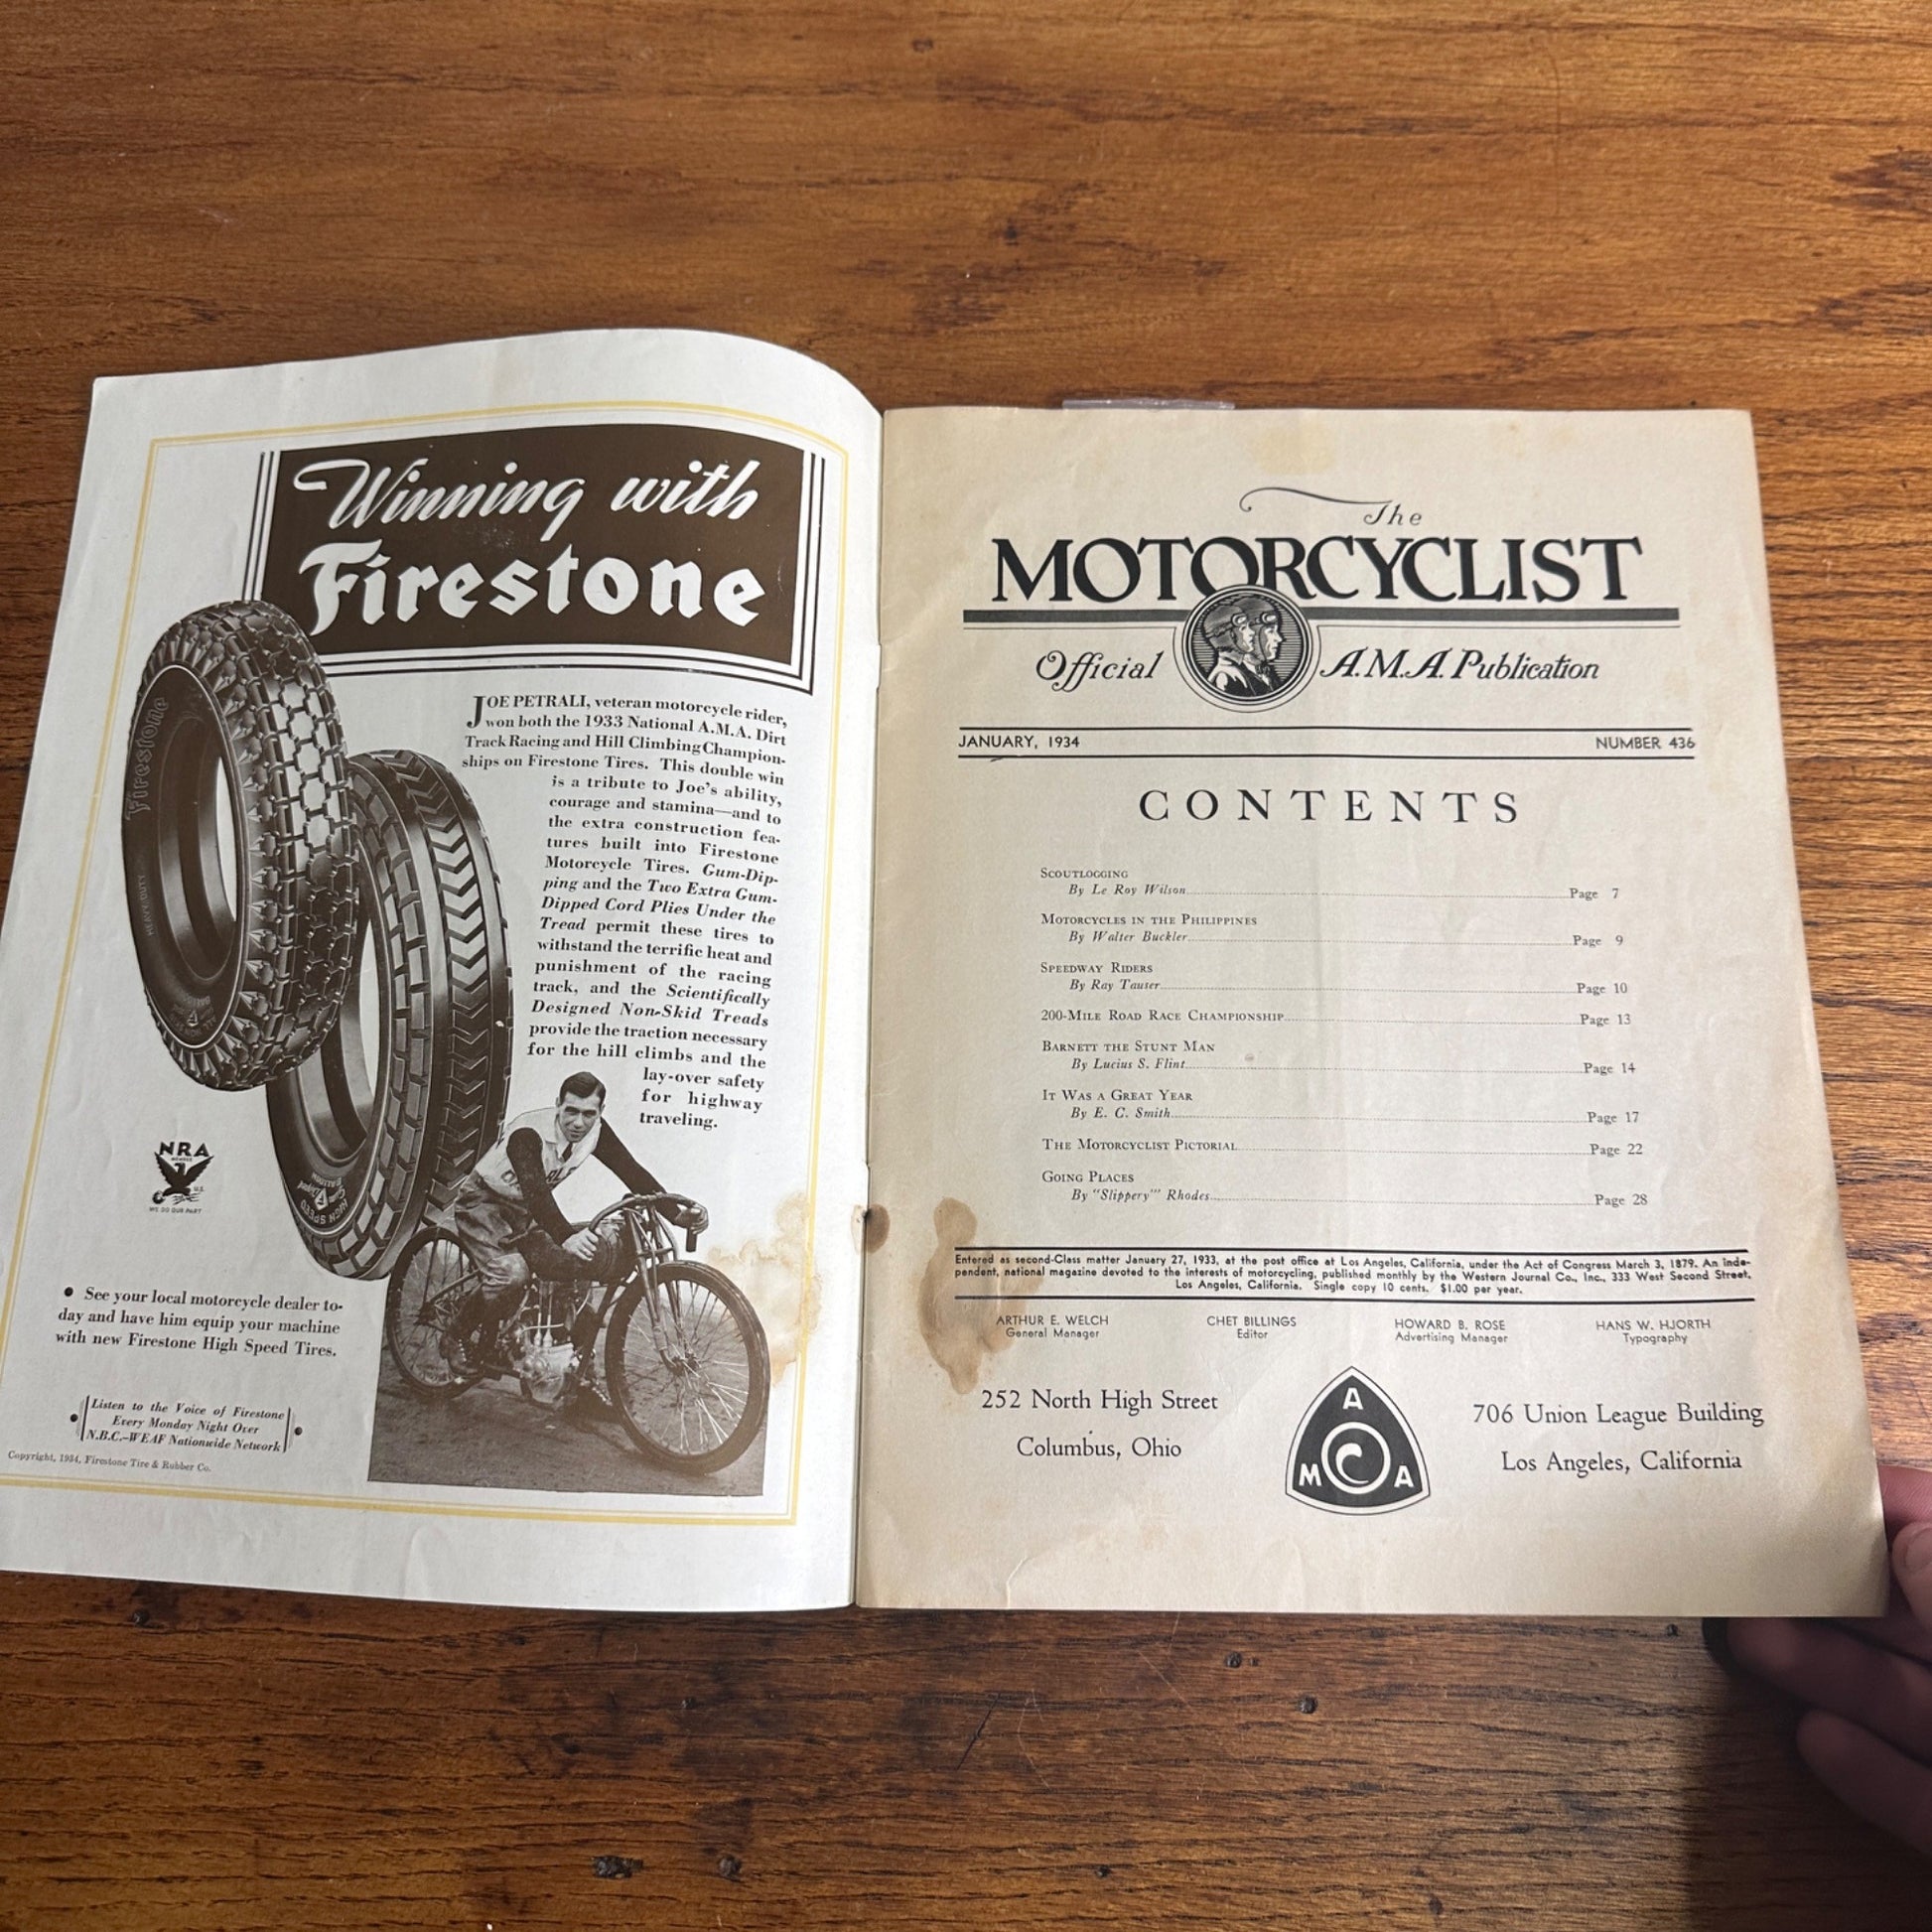 Winning with
Firestone
JOE PETRALI, veteran motorcycle rider,
won both the 1933 National A.M.A. Dirt
Track Racing and Hill Climbing Champion-
ships on Firestone Tires. This double win
is a tribute to Joe's ability,
courage and stamina—and to
the extra construction fea-
tures built into Firestone
Motorcycle Tires. Gum-Dip-
ping and the Two Extra Gum-
Dipped Cord Plies Under the
Tread permit these tires to
withstand the terrific heat and
punishment of the racing
track, and the Scientifically
Designed Non-Skid Treads
provide the traction necessary
for the hill climbs and the
lay-over safety
for highway
traveling.
Firestone
HEAVY DUTY
HIGH SPEED
NRA
MEMBER
U.S.
WE DO OUR PART
• See your local motorcycle dealer to-
day and have him equip your machine
with new Firestone High Speed Tires.
Listen to the Voice of Firestone
Every Monday Night Over
N.B.C.—WEAF Nationwide Network
Copyright, 1934, Firestone Tire & Rubber Co.
The
MOTORCYCLIST
Official A.M.A. Publication
JANUARY, 1934 NUMBER 436
CONTENTS
SCOUTLOGGING
By Le Roy Wilson Page 7
MOTORCYCLES IN THE PHILIPPINES
By Walter Buckler Page 9
SPEEDWAY RIDERS
By Ray Tauser Page 10
200-MILE ROAD RACE CHAMPIONSHIP Page 13
BARNETT THE STUNT MAN
By Lucius S. Flint Page 14
IT WAS A GREAT YEAR
By E. C. Smith Page 17
THE MOTORCYCLIST PICTORIAL Page 22
GOING PLACES
By "Slippery'" Rhodes Page 28
Entered as second-Class matter January 27, 1933, at the post office at Los Angeles, California, under the Act of Congress March 3, 1879. An inde-
pendent, national magazine devoted to the interests of motorcycling, published monthly by the Western Journal Co., Inc., 333 West Second Street,
Los Angeles, California. Single copy 10 cents. $1.00 per year.
ARTHUR E. WELCH CHET BILLINGS HOWARD B. ROSE HANS W. HJORTH
General Manager Editor Advertising Manager Typography
252 North High Street
Columbus, Ohio
A
M A
706 Union League Building
Los Angeles, California